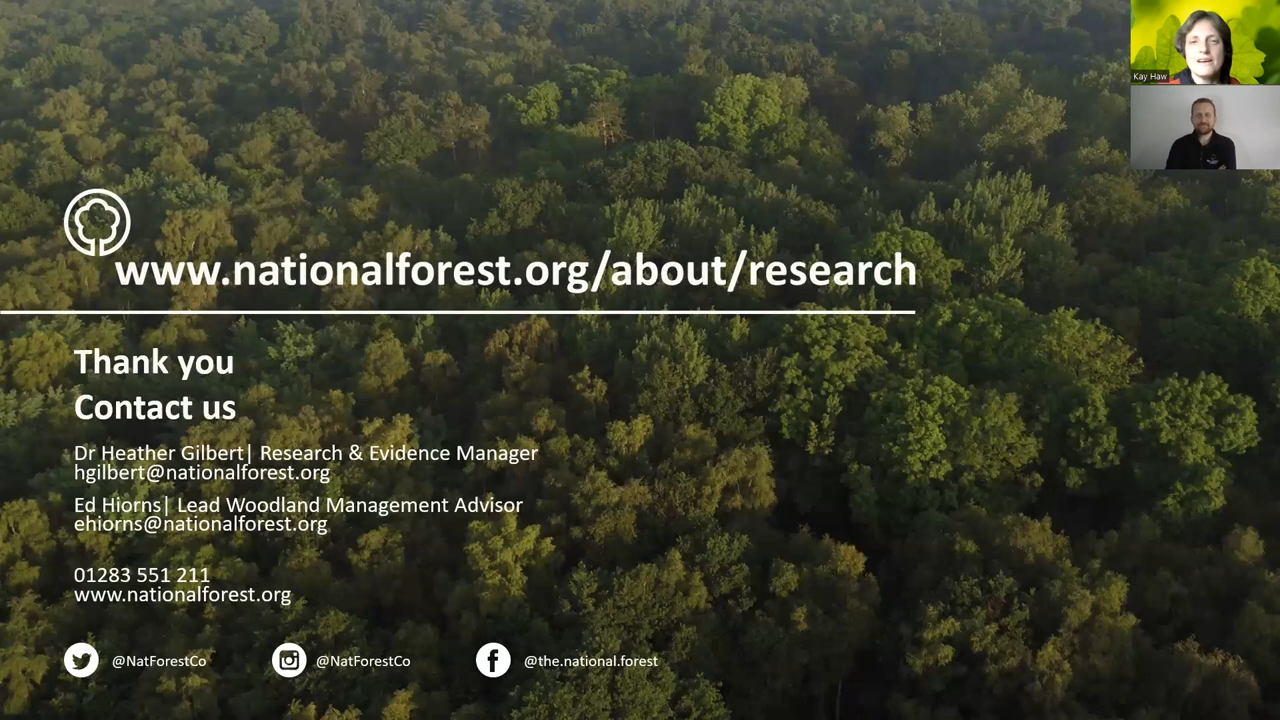 Kay Haw
www.nationalforest.org/about/research
Thank you
Contact us
Dr Heather Gilbert| Research & Evidence Manager
hgilbert@nationalforest.org
Ed Hiorns| Lead Woodland Management Advisor
ehiorns@nationalforest.org
01283 551 211
www.nationalforest.org
@NatForestCo
@NatForestCo
@the.national.forest